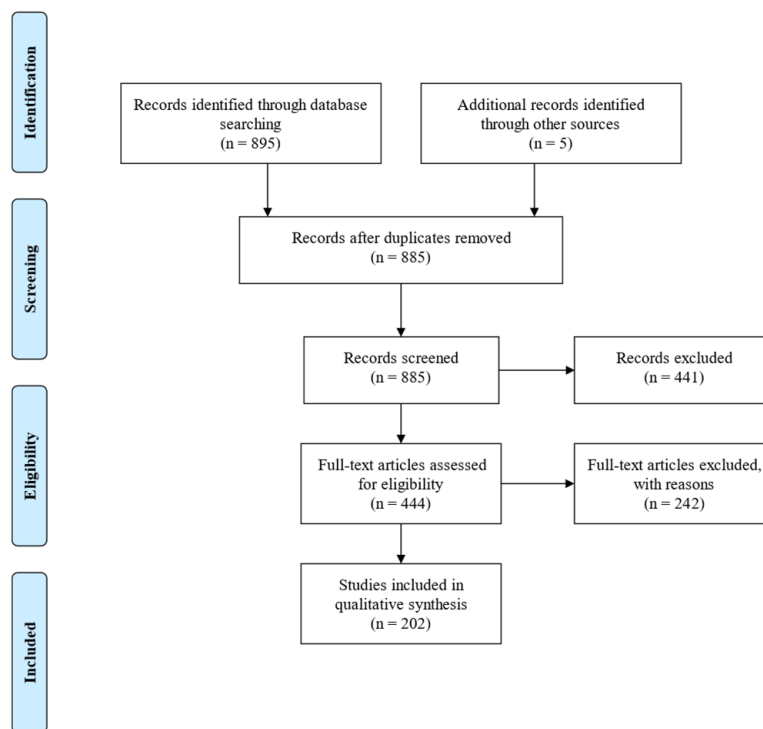 Identification
Records identified through database
searching
(n = 895)
Additional records identified
through other sources
(n = 5)
Screening
Records after duplicates removed
(n = 885)
Records screened
(n = 885)
Records excluded
(n = 441)
Eligibility
Full-text articles assessed
for eligibility
(n = 444)
Full-text articles excluded,
with reasons
(n = 242)
Included
Studies included in
qualitative synthesis
(n = 202)